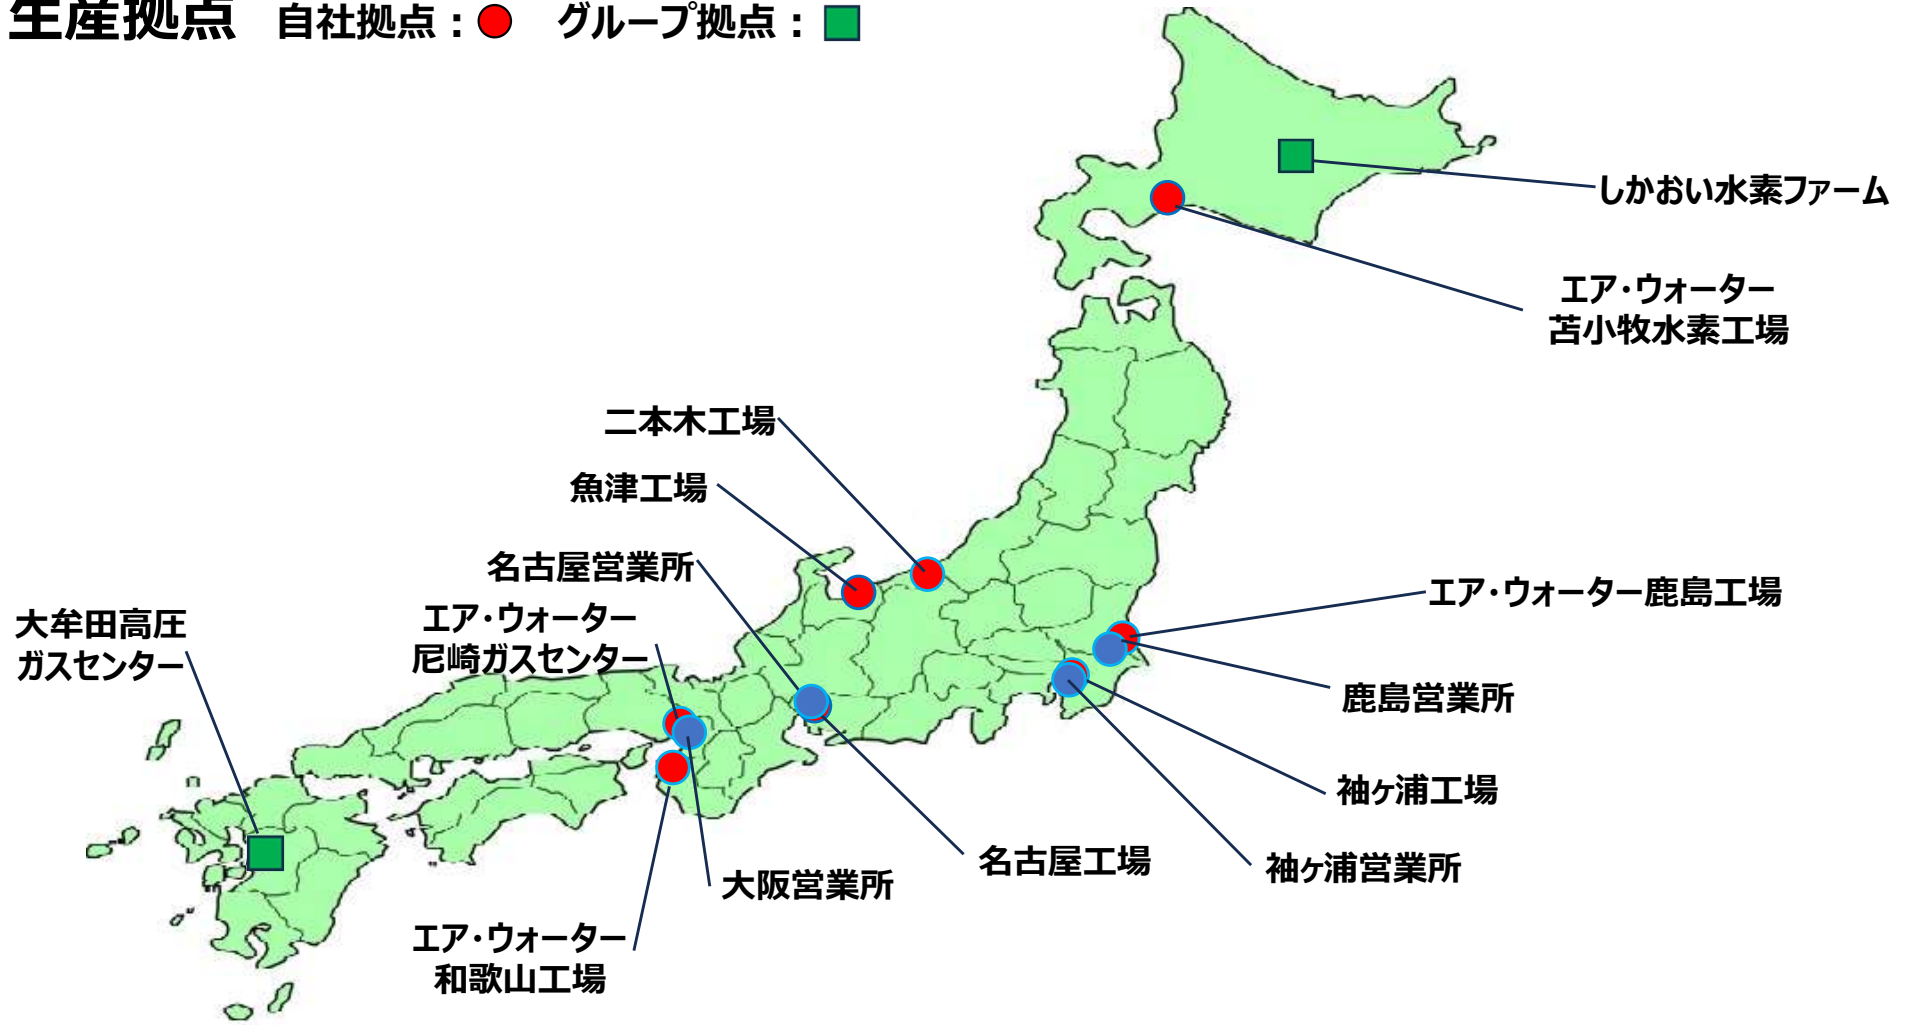 生産拠点 自社拠点： グループ拠点：
しかおい水素ファーム
エア・ウォーター
苫小牧水素工場
二本木工場
魚津工場
名古屋営業所
エア・ウォーター
尼崎ガスセンター
大牟田高圧
ガスセンター
エア・ウォーター鹿島工場
鹿島営業所
袖ヶ浦工場
袖ヶ浦営業所
名古屋工場
大阪営業所
エア・ウォーター
和歌山工場